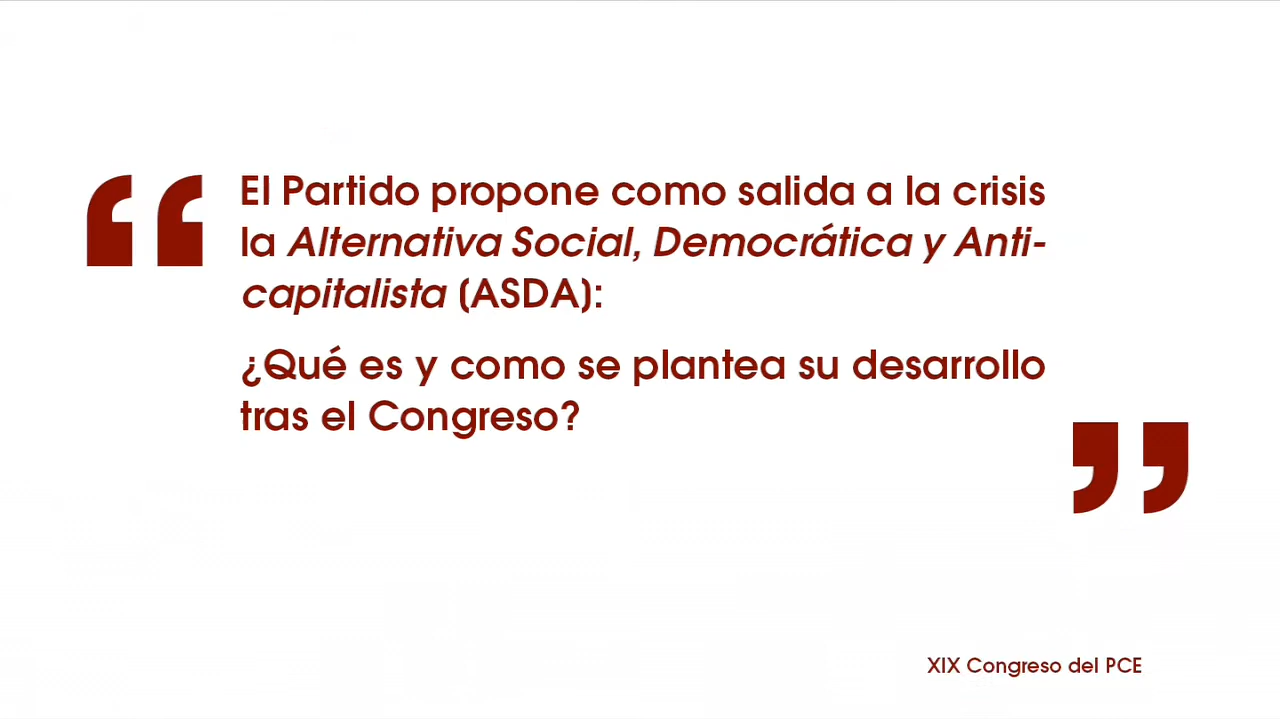 “ El Partido propone como salida a la crisis
la Alternativa Social, Democrática y Anti-
capitalista (ASDA):
¿Qué es y como se plantea su desarrollo
tras el Congreso? ”
XIX Congreso del PCE